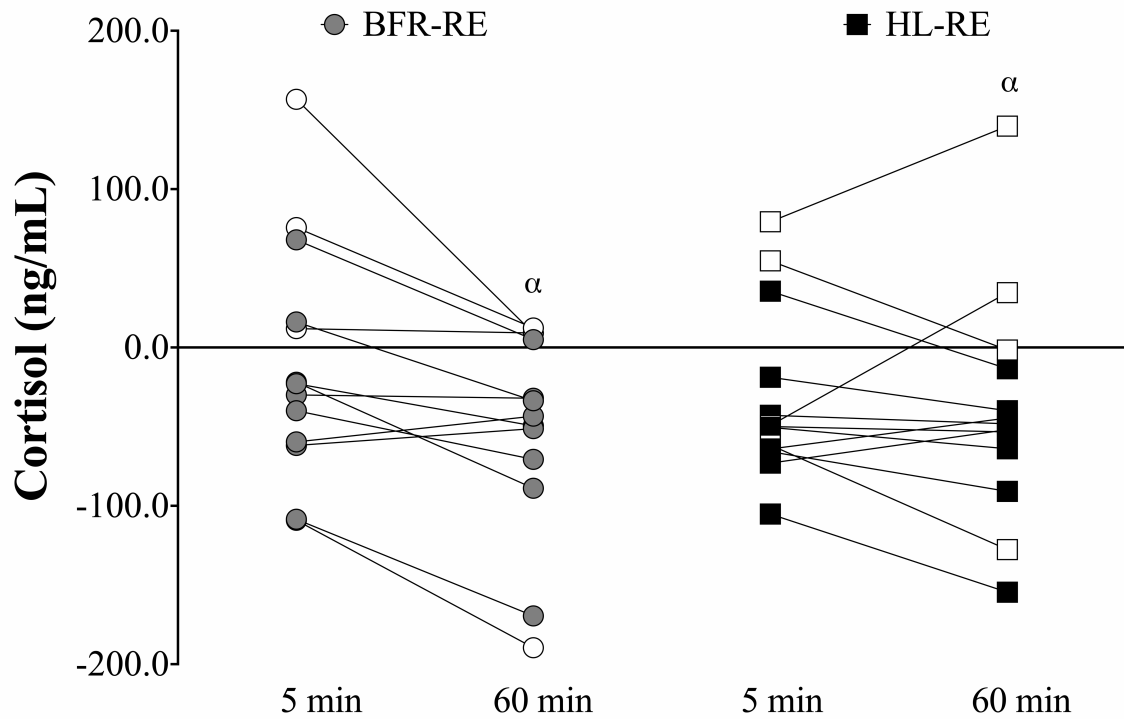 200.0
BFR-RE
HL-RE
α
100.0
α
0.0
-100.0
-200.0
Cortisol (ng/mL)
5 min
60 min
5 min
60 min